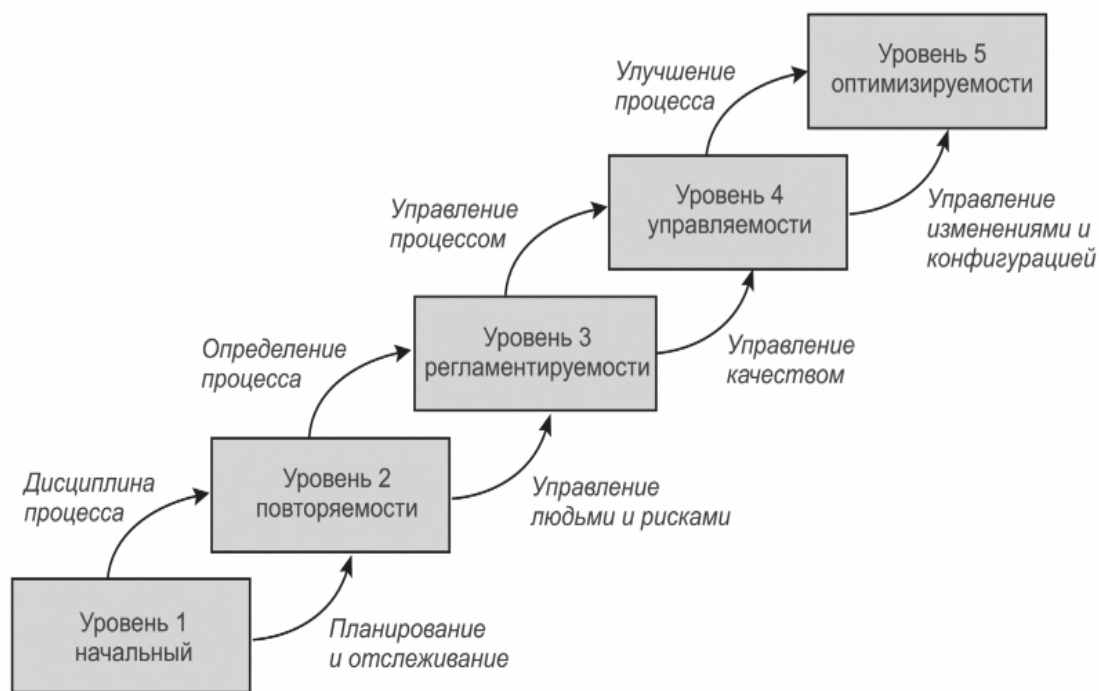 Уровень 5
оптимизируемости
Улучшение
процесса
Уровень 4
управляемости
Управление
изменениями и
конфигурацией
Управление
процессом
Уровень 3
регламентируемости
Управление
качеством
Определение
процесса
Уровень 2
повторяемости
Управление
людьми и рисками
Дисциплина
процесса
Уровень 1
начальный
Планирование
и отслеживание